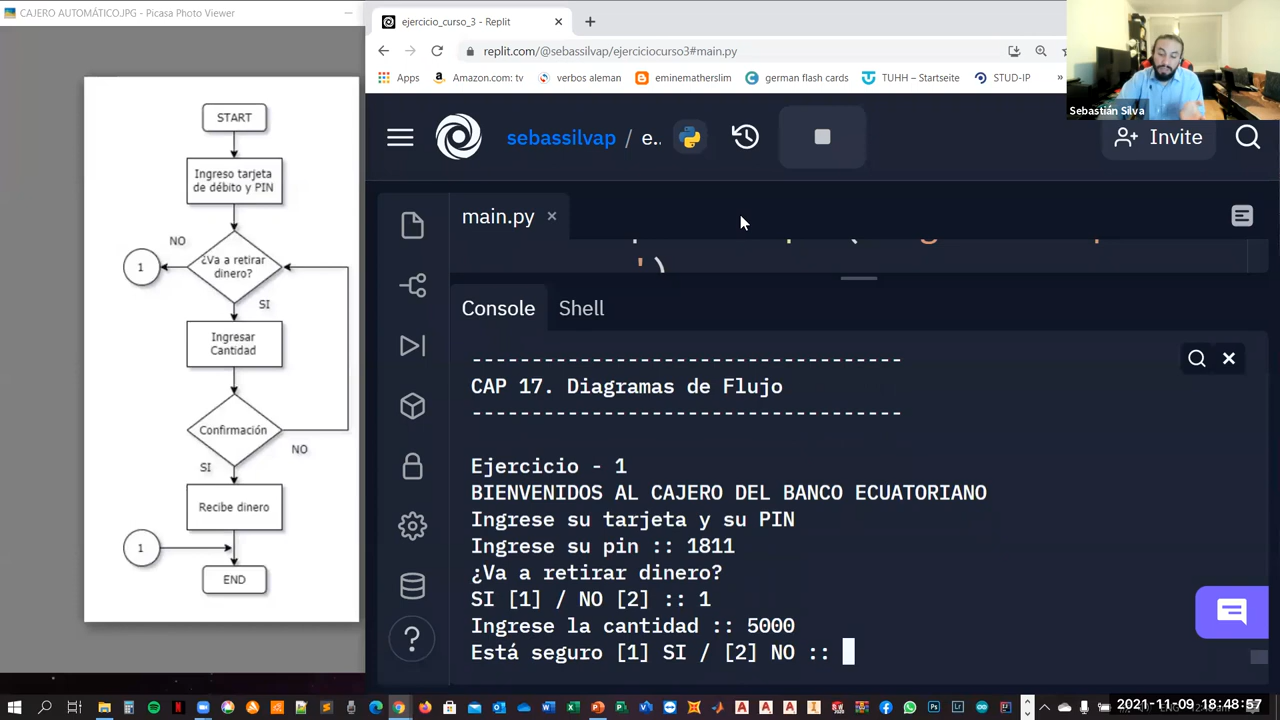 CAJERO AUTOMÁTICO.JPG - Picasa Photo Viewer
START
Ingreso tarjeta
de débito y PIN
NO
1
¿Va a retirar
dinero?
SI
Ingresar
Cantidad
Confirmación
NO
SI
Recibe dinero
1
END
ejercicio_curso_3 - Replit
replit.com/@sebassilvap/ejerciciocurso3#main.py
Apps
Amazon.com: tv
verbos aleman
eminematherslim
german flash cards
TUHH – Startseite
STUD-IP
»
Sebastián Silva
sebassilvap / e..
Invite
main.py
')
Console
Shell
-----------------------------------
CAP 17. Diagramas de Flujo
-----------------------------------
Ejercicio - 1
BIENVENIDOS AL CAJERO DEL BANCO ECUATORIANO
Ingrese su tarjeta y su PIN
Ingrese su pin :: 1811
¿Va a retirar dinero?
SI [1] / NO [2] :: 1
Ingrese la cantidad :: 5000
Está seguro [1] SI / [2] NO ::
2021-11-09 18:48:57